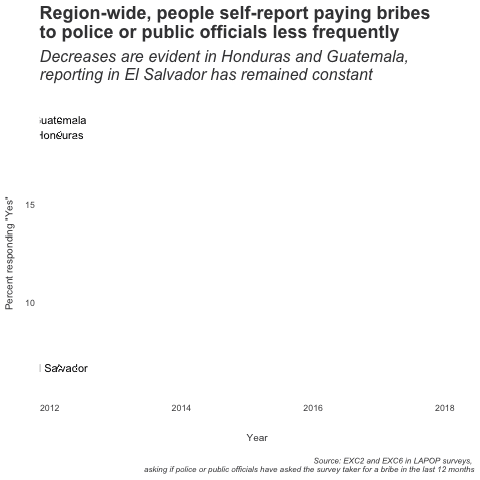 Region-wide, people self-report paying bribes
to police or public officials less frequently
Decreases are evident in Honduras and Guatemala,
reporting in El Salvador has remained constant
uatemala
Honduras
15
Percent responding "Yes"
10
l Salvador
2012 2014 2016 2018
Year
Source: EXC2 and EXC6 in LAPOP surveys,
asking if police or public officials have asked the survey taker for a bribe in the last 12 months